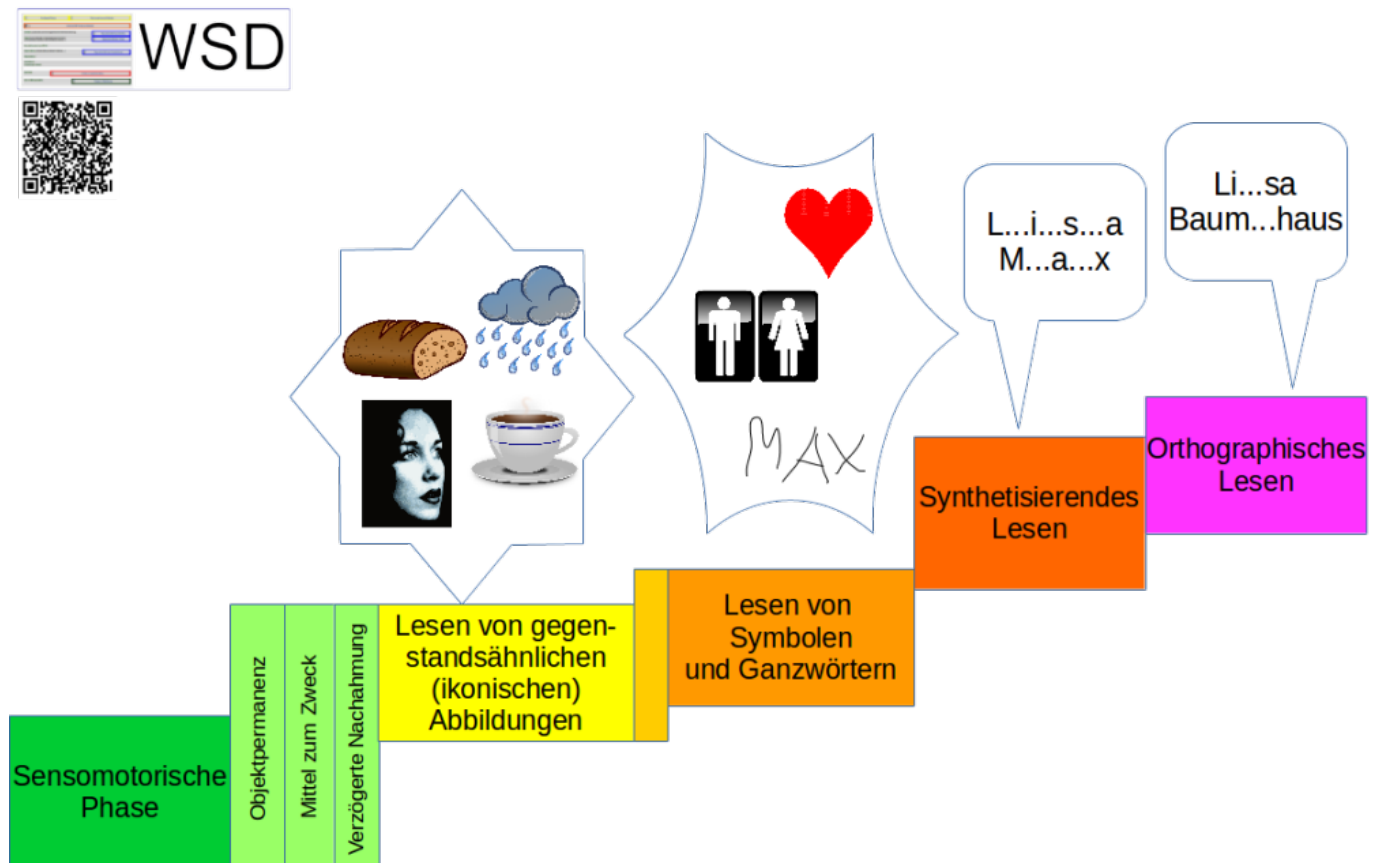 WSD
L...i...s...a
M...a...x
Li...sa
Baum...haus
MAX
Sensomotorische
Phase
Objektpermanenz
Mittel zum Zweck
Verzögerte Nachahmung
Lesen von gegen-
standsähnlichen
(ikonischen)
Abbildungen
Lesen von
Symbolen
und Ganzwörtern
Synthetisierendes
Lesen
Orthographisches
Lesen